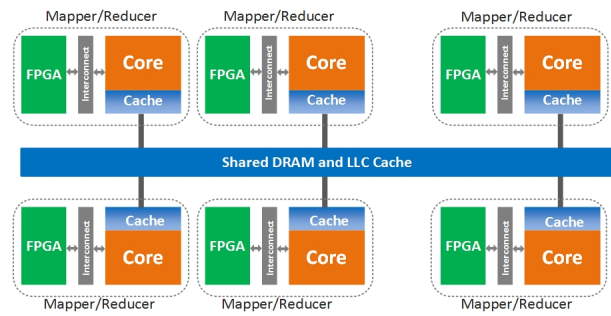 Mapper/Reducer
Mapper/Reducer
Mapper/Reducer
FPGA
Interconnect
Core
Cache
FPGA
Interconnect
Core
Cache
FPGA
Interconnect
Core
Cache
Shared DRAM and LLC Cache
FPGA
Interconnect
Cache
Core
FPGA
Interconnect
Cache
Core
FPGA
Interconnect
Cache
Core
Mapper/Reducer
Mapper/Reducer
Mapper/Reducer